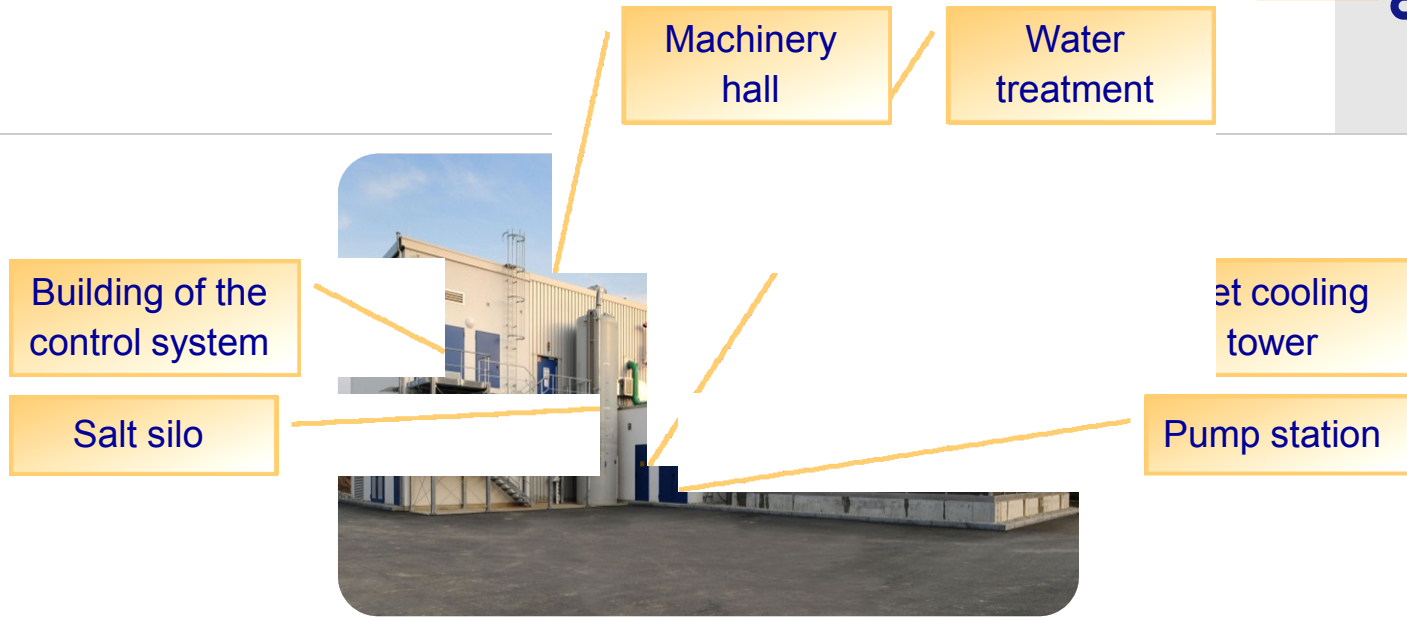 Machinery
hall
Water
treatment
Building of the
control system
et cooling
tower
Salt silo
Pump station